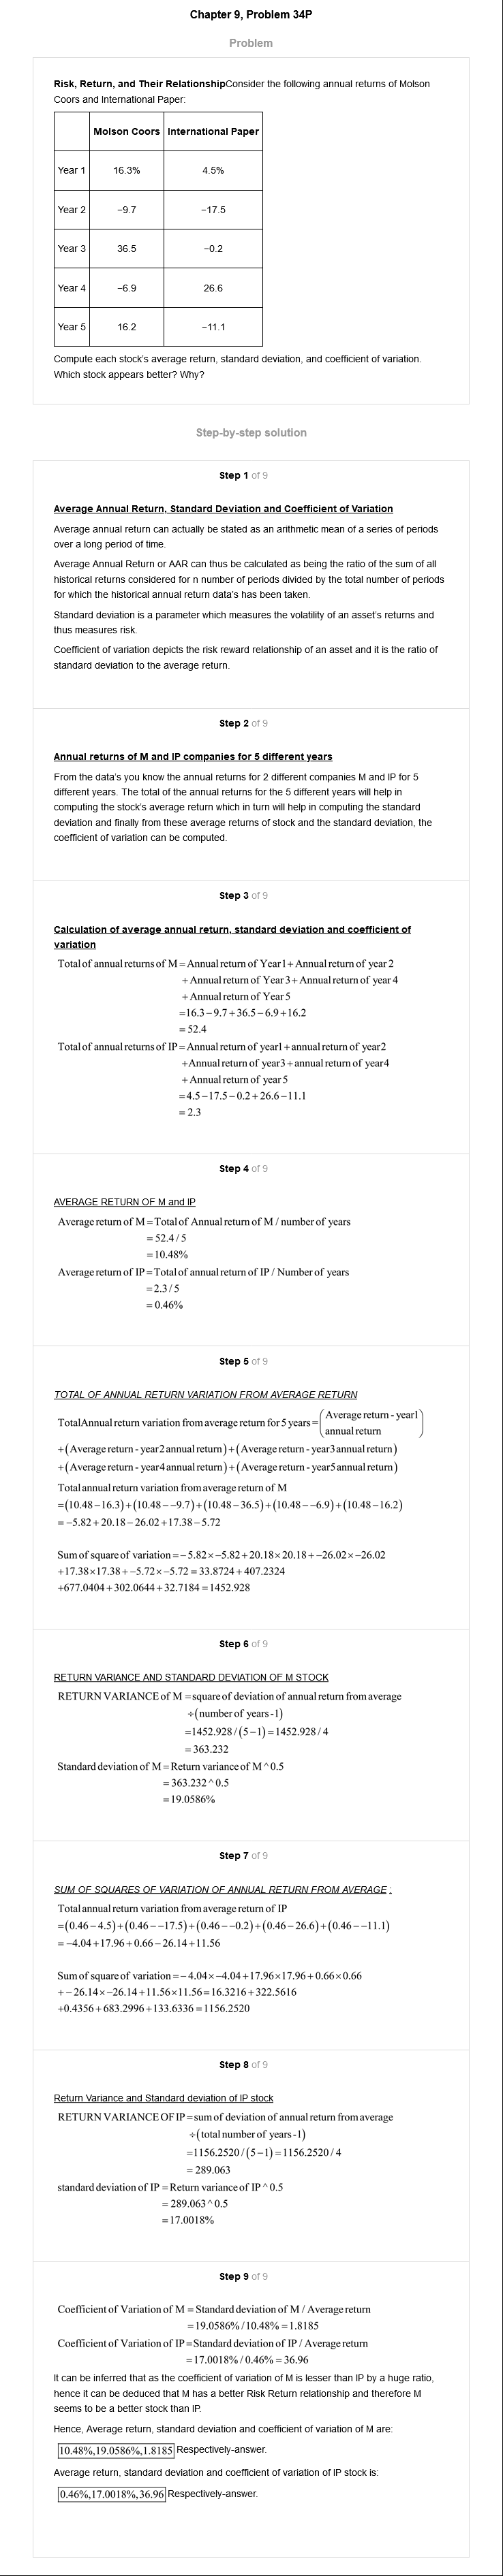 Chapter 9, Problem 34P
Problem
Risk, Return, and Their RelationshipConsider the following annual returns of Molson
Coors and International Paper:
Molson Coors International Paper
Year 1 16.3% 4.5%
Year 2 −9.7 −17.5
Year 3 36.5 −0.2
Year 4 −6.9 26.6
Year 5 16.2 −11.1
Compute each stock's average return, standard deviation, and coefficient of variation.
Which stock appears better? Why?
Step-by-step solution
Step 1 of 9
Average Annual Return, Standard Deviation and Coefficient of Variation
Average annual return can actually be stated as an arithmetic mean of a series of periods
over a long period of time.
Average Annual Return or AAR can thus be calculated as being the ratio of the sum of all
historical returns considered for n number of periods divided by the total number of periods
for which the historical annual return data's has been taken.
Standard deviation is a parameter which measures the volatility of an asset's returns and
thus measures risk.
Coefficient of variation depicts the risk reward relationship of an asset and it is the ratio of
standard deviation to the average return.
Step 2 of 9
Annual returns of M and IP companies for 5 different years
From the data's you know the annual returns for 2 different companies M and IP for 5
different years. The total of the annual returns for the 5 different years will help in
computing the stock's average return which in turn will help in computing the standard
deviation and finally from these average returns of stock and the standard deviation, the
coefficient of variation can be computed.
Step 3 of 9
Calculation of average annual return, standard deviation and coefficient of
variation
Total of annual returns of M = Annual return of Year1 + Annual return of year 2
+ Annual return of Year 3 + Annual return of year 4
+ Annual return of Year 5
=16.3 − 9.7 + 36.5 − 6.9 + 16.2
= 52.4
Total of annual returns of IP = Annual return of year1 + annual return of year2
+Annual return of year3 + annual return of year4
+ Annual return of year 5
= 4.5 −17.5 − 0.2 + 26.6 −11.1
= 2.3
Step 4 of 9
AVERAGE RETURN OF M and IP
Average return of M = Total of Annual return of M / number of years
= 52.4 / 5
= 10.48%
Average return of IP = Total of annual return of IP / Number of years
= 2.3 / 5
= 0.46%
Step 5 of 9
TOTAL OF ANNUAL RETURN VARIATION FROM AVERAGE RETURN
Total Annual return variation from average return for 5 years = (Average return - year1
annual return)
+(Average return - year2 annual return) + (Average return - year3 annual return)
+(Average return - year4 annual return) + (Average return - year5 annual return)
Total annual return variation from average return of M
=(10.48 −16.3) + (10.48 − −9.7) + (10.48 − 36.5) + (10.48 − −6.9) + (10.48 −16.2)
= −5.82 + 20.18 − 26.02 + 17.38 − 5.72
Sum of square of variation = − 5.82 × −5.82 + 20.18 × 20.18 + −26.02 × −26.02
+17.38 × 17.38 + −5.72 × −5.72 = 33.8724 + 407.2324
+677.0404 + 302.0644 + 32.7184 = 1452.928
Step 6 of 9
RETURN VARIANCE AND STANDARD DEVIATION OF M STOCK
RETURN VARIANCE of M = square of deviation of annual return from average
÷(number of years -1)
=1452.928 / (5 −1) = 1452.928 / 4
= 363.232
Standard deviation of M = Return variance of M ^ 0.5
= 363.232 ^ 0.5
= 19.0586%
Step 7 of 9
SUM OF SQUARES OF VARIATION OF ANNUAL RETURN FROM AVERAGE :
Total annual return variation from average return of IP
=(0.46 − 4.5) + (0.46 − −17.5) + (0.46 − −0.2) + (0.46 − 26.6) + (0.46 − −11.1)
= −4.04 + 17.96 + 0.66 − 26.14 + 11.56
Sum of square of variation = − 4.04 × −4.04 + 17.96 × 17.96 + 0.66 × 0.66
+ − 26.14 × −26.14 + 11.56 × 11.56 = 16.3216 + 322.5616
+0.4356 + 683.2996 + 133.6336 = 1156.2520
Step 8 of 9
Return Variance and Standard deviation of IP stock
RETURN VARIANCE OF IP = sum of deviation of annual return from average
÷(total number of years -1)
=1156.2520 / (5 −1) = 1156.2520 / 4
= 289.063
standard deviation of IP = Return variance of IP ^ 0.5
= 289.063 ^ 0.5
= 17.0018%
Step 9 of 9
Coefficient of Variation of M = Standard deviation of M / Average return
= 19.0586% / 10.48% = 1.8185
Coefficient of Variation of IP = Standard deviation of IP / Average return
= 17.0018% / 0.46% = 36.96
It can be inferred that as the coefficient of variation of M is lesser than IP by a huge ratio,
hence it can be deduced that M has a better Risk Return relationship and therefore M
seems to be a better stock than IP.
Hence, Average return, standard deviation and coefficient of variation of M are:
10.48%,19.0586%,1.8185 Respectively-answer.
Average return, standard deviation and coefficient of variation of IP stock is:
0.46%,17.0018%,36.96 Respectively-answer.